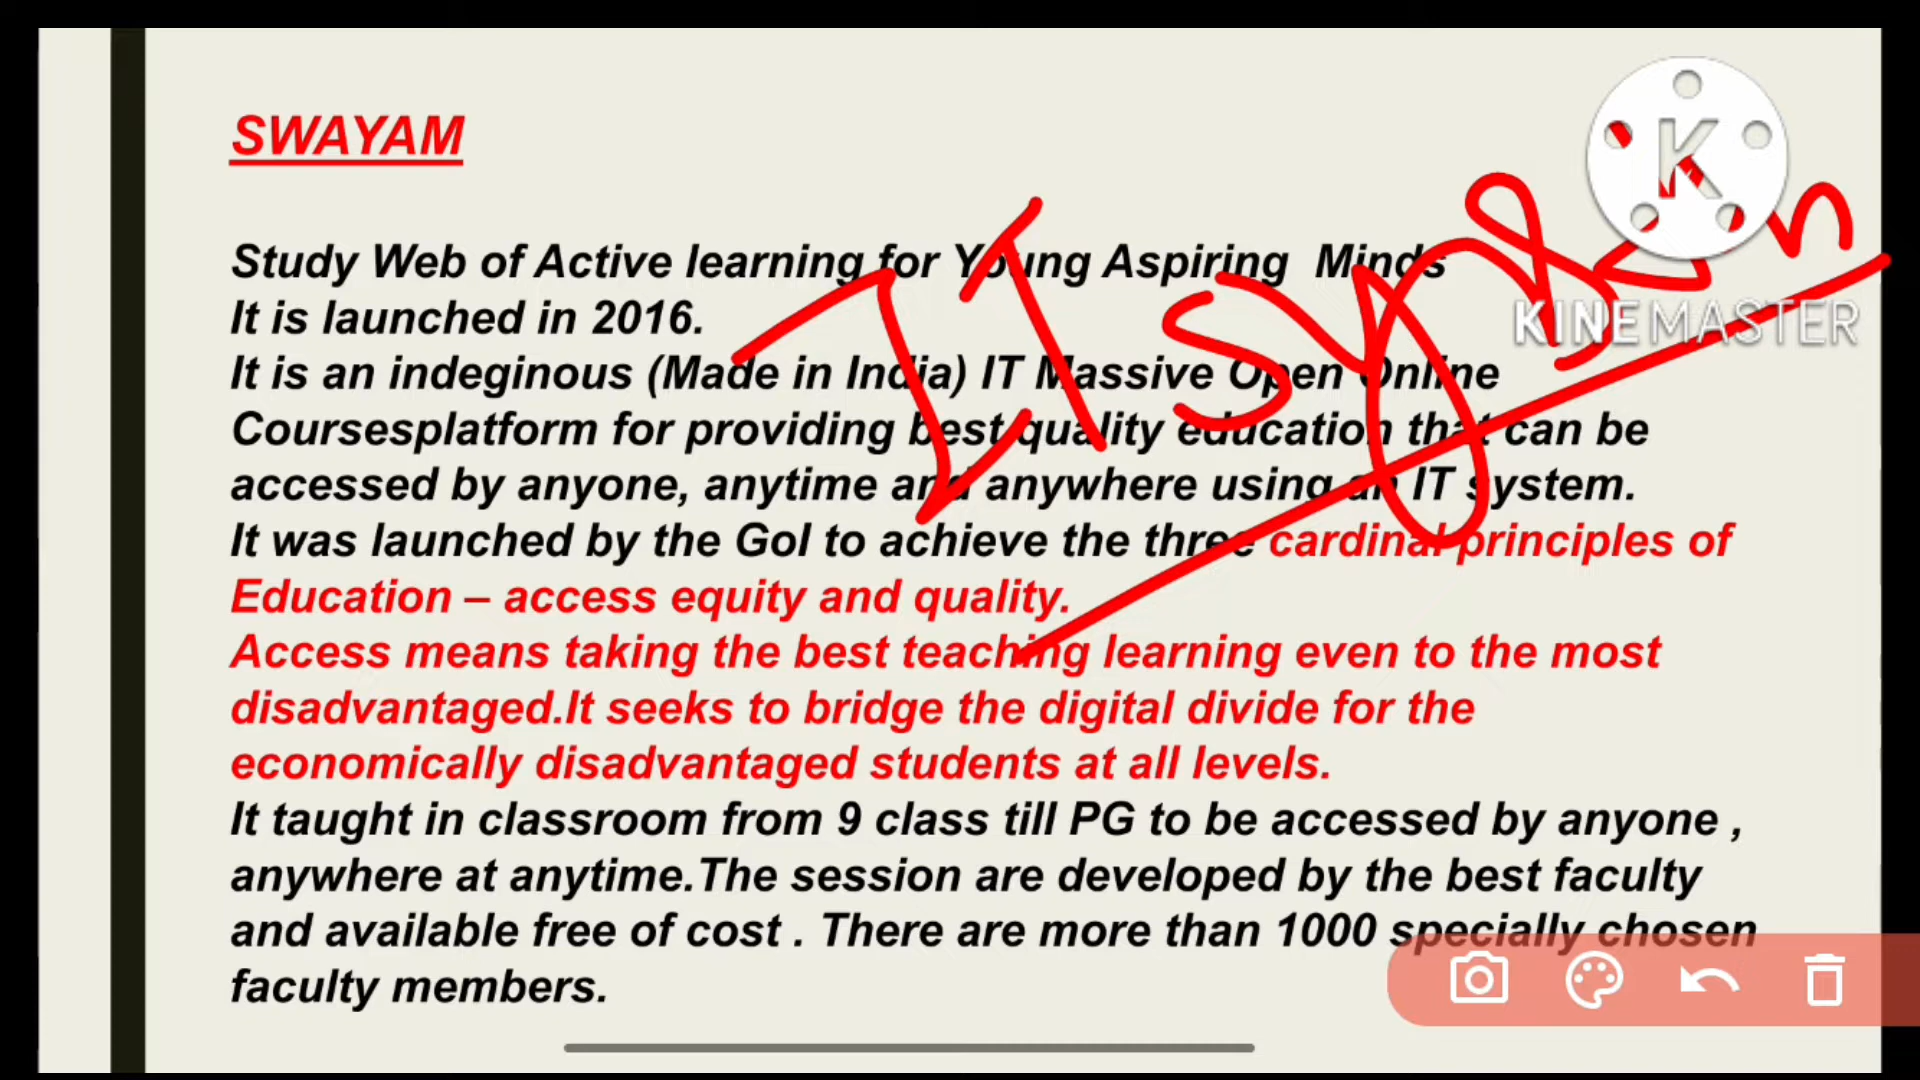 SWAYAM
Study Web of Active learning for Young Aspiring Minds
It is launched in 2016.
It is an indeginous (Made in India) IT Massive Open Online
Coursesplatform for providing best quality education that can be
accessed by anyone, anytime and anywhere using an IT system.
It was launched by the GoI to achieve the three cardinal principles of
Education – access equity and quality.
Access means taking the best teaching learning even to the most
disadvantaged.It seeks to bridge the digital divide for the
economically disadvantaged students at all levels.
It taught in classroom from 9 class till PG to be accessed by anyone ,
anywhere at anytime.The session are developed by the best faculty
and available free of cost . There are more than 1000 specially chosen
faculty members.
K
KINEMASTER
IT